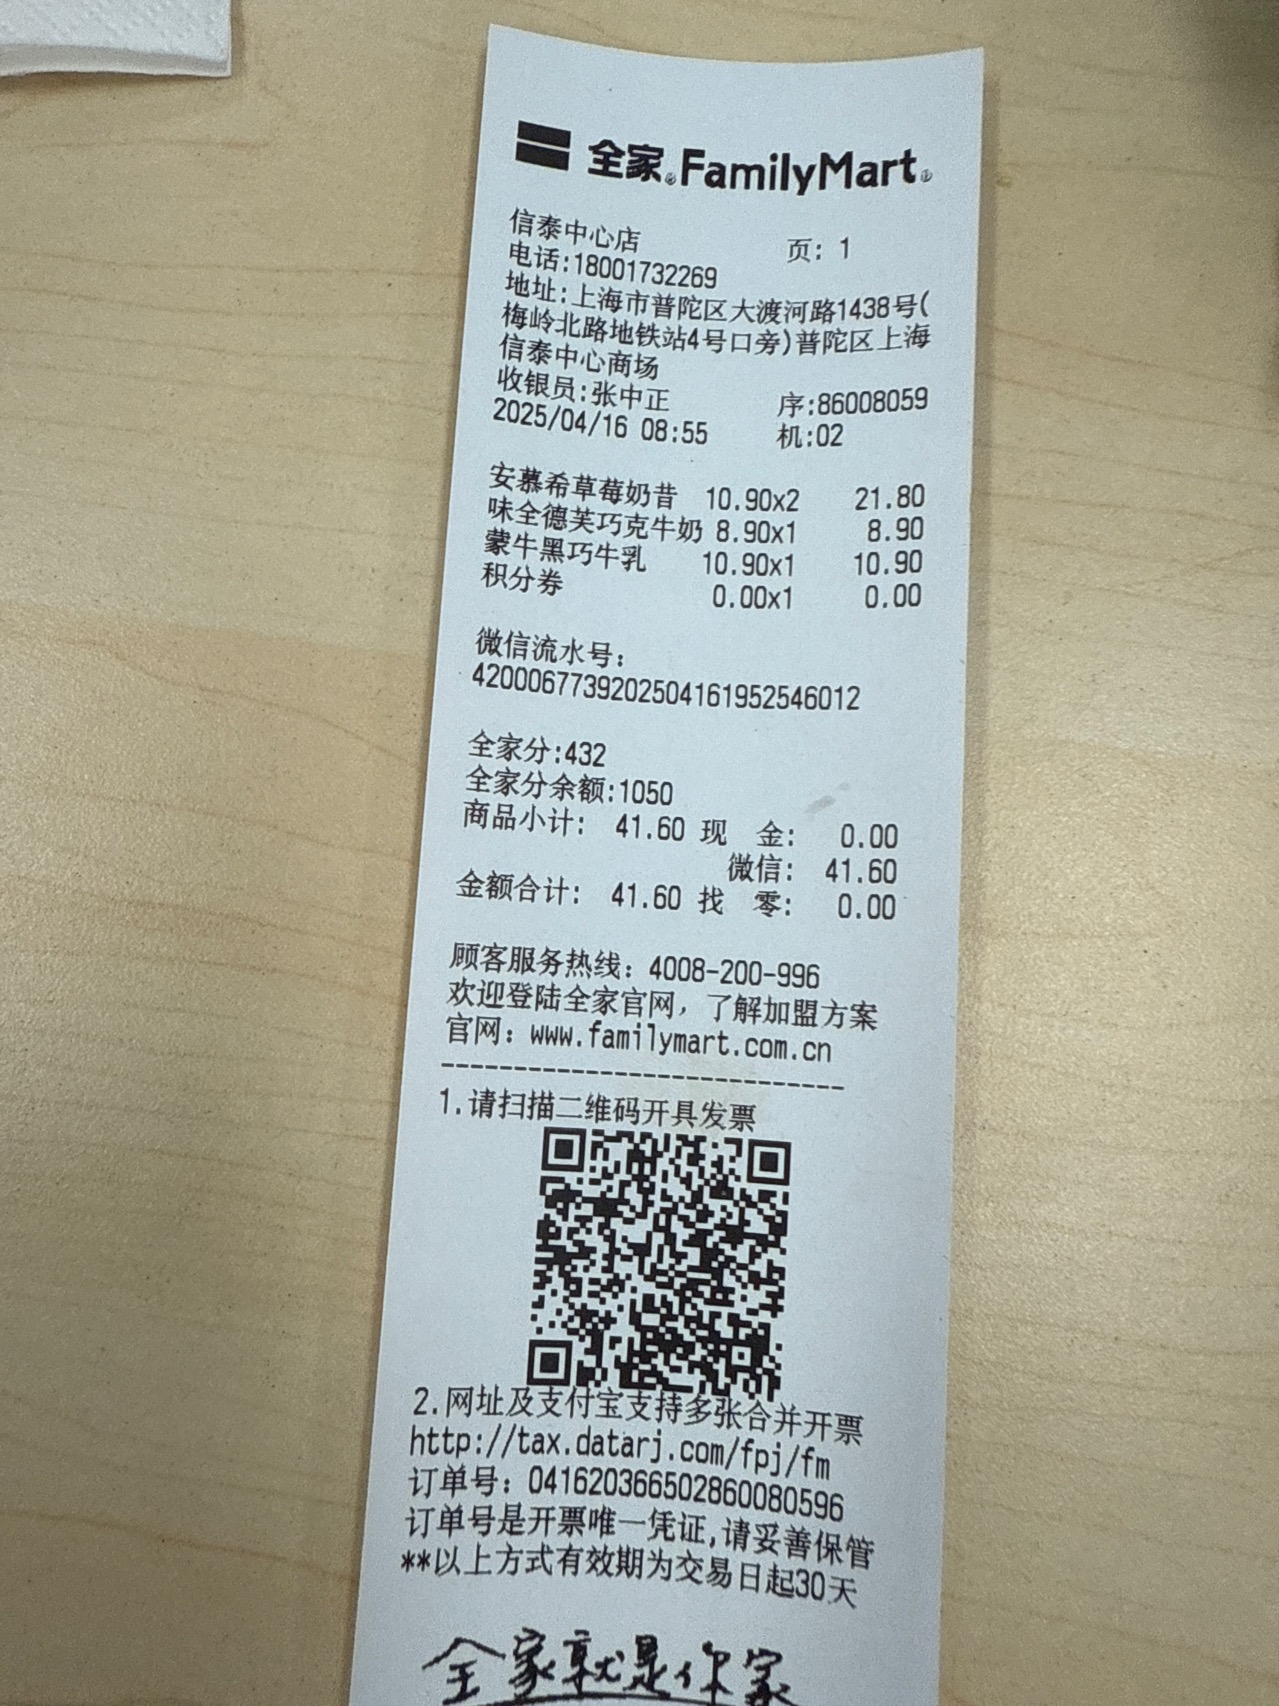 全家®FamilyMart®
信泰中心店 页: 1
电话:18001732269
地址:上海市普陀区大渡河路1438号(
梅岭北路地铁站4号口旁)普陀区上海
信泰中心商场
收银员:张中正 序:86008059
2025/04/16 08:55 机:02
安慕希草莓奶昔 10.90x2 21.80
味全德芙巧克牛奶 8.90x1 8.90
蒙牛黑巧牛乳 10.90x1 10.90
积分券 0.00x1 0.00
微信流水号:
4200067739202504161952546012
全家分:432
全家分余额:1050
商品小计: 41.60 现 金: 0.00
微信: 41.60
金额合计: 41.60 找 零: 0.00
顾客服务热线: 4008-200-996
欢迎登陆全家官网, 了解加盟方案
官网: www.familymart.com.cn
----------------------------
1.请扫描二维码开具发票
2.网址及支付宝支持多张合并开票
http://tax.datarj.com/fpj/fm
订单号: 041620366502860080596
订单号是开票唯一凭证,请妥善保管
**以上方式有效期为交易日起30天
全家就是你家